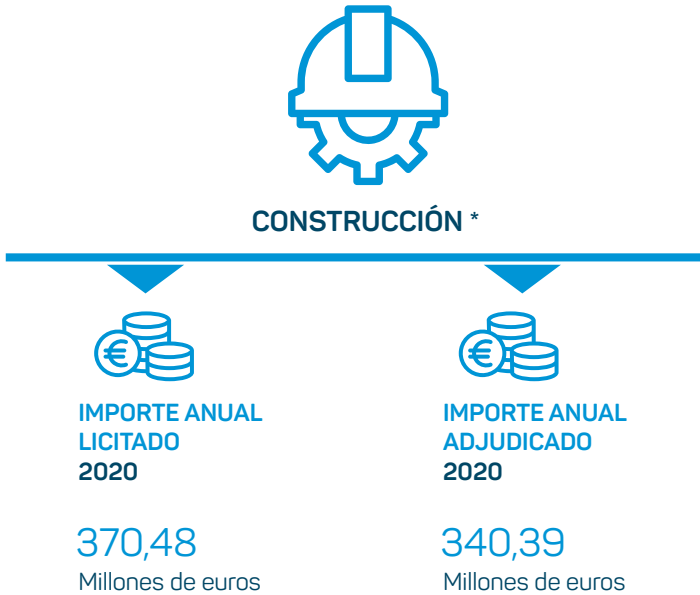 CONSTRUCCIÓN *
IMPORTE ANUAL
LICITADO
2020
370,48
Millones de euros
IMPORTE ANUAL
ADJUDICADO
2020
340,39
Millones de euros